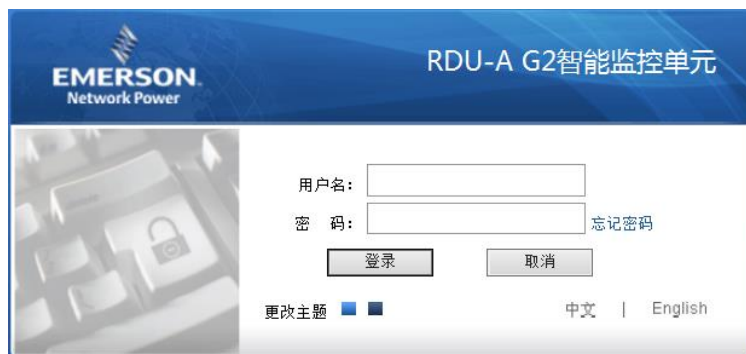 EMERSON.
Network Power
RDU-A G2智能监控单元
用户名：
密 码：
忘记密码
登录 取消
更改主题 中文 | English